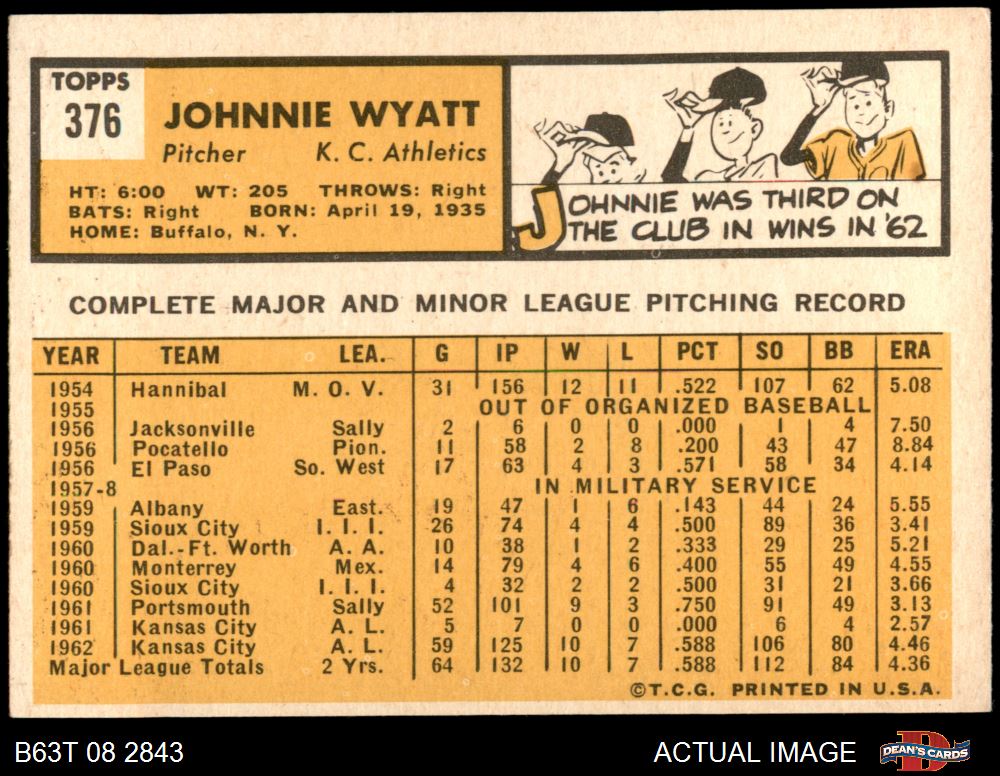 TOPPS
376
JOHNNIE WYATT
Pitcher K. C. Athletics
HT: 6:00 WT: 205 THROWS: Right
BATS: Right BORN: April 19, 1935
HOME: Buffalo, N. Y.
JOHNNIE WAS THIRD ON
THE CLUB IN WINS IN '62
COMPLETE MAJOR AND MINOR LEAGUE PITCHING RECORD
YEAR TEAM LEA. G IP W L PCT SO BB ERA
1954 Hannibal M. O. V. 31 156 12 11 .522 107 62 5.08
1955 OUT OF ORGANIZED BASEBALL
1956 Jacksonville Sally 2 6 0 0 .000 1 4 7.50
1956 Pocatello Pion. 11 58 2 8 .200 43 47 8.84
1956 El Paso So. West 17 63 4 3 .571 58 34 4.14
1957-8 IN MILITARY SERVICE
1959 Albany East. 19 47 1 6 .143 44 24 5.55
1959 Sioux City I. I. I. 26 74 4 4 .500 89 36 3.41
1960 Dal.-Ft. Worth A. A. 10 38 1 2 .333 29 25 5.21
1960 Monterrey Mex. 14 79 4 6 .400 55 49 4.55
1960 Sioux City I. I. I. 4 32 2 2 .500 31 21 3.66
1961 Portsmouth Sally 52 101 9 3 .750 91 49 3.13
1961 Kansas City A. L. 5 7 0 0 .000 6 4 2.57
1962 Kansas City A. L. 59 125 10 7 .588 106 80 4.46
Major League Totals 2 Yrs. 64 132 10 7 .588 112 84 4.36
©T.C.G. PRINTED IN U.S.A.
B63T 08 2843 ACTUAL IMAGE DEAN'S CARDS